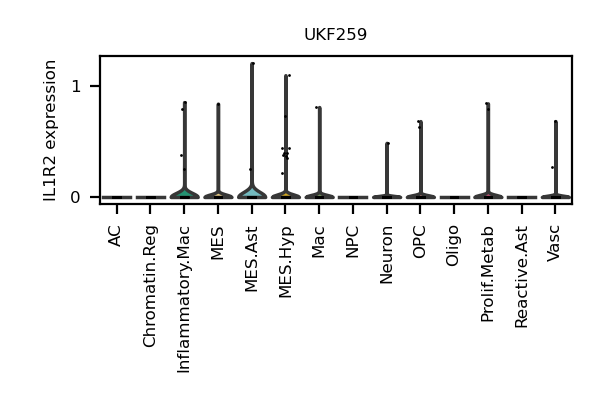 UKF259
IL1R2 expression
1
0
AC
Chromatin.Reg
Inflammatory.Mac
MES
MES.Ast
MES.Hyp
Mac
NPC
Neuron
OPC
Oligo
Prolif.Metab
Reactive.Ast
Vasc